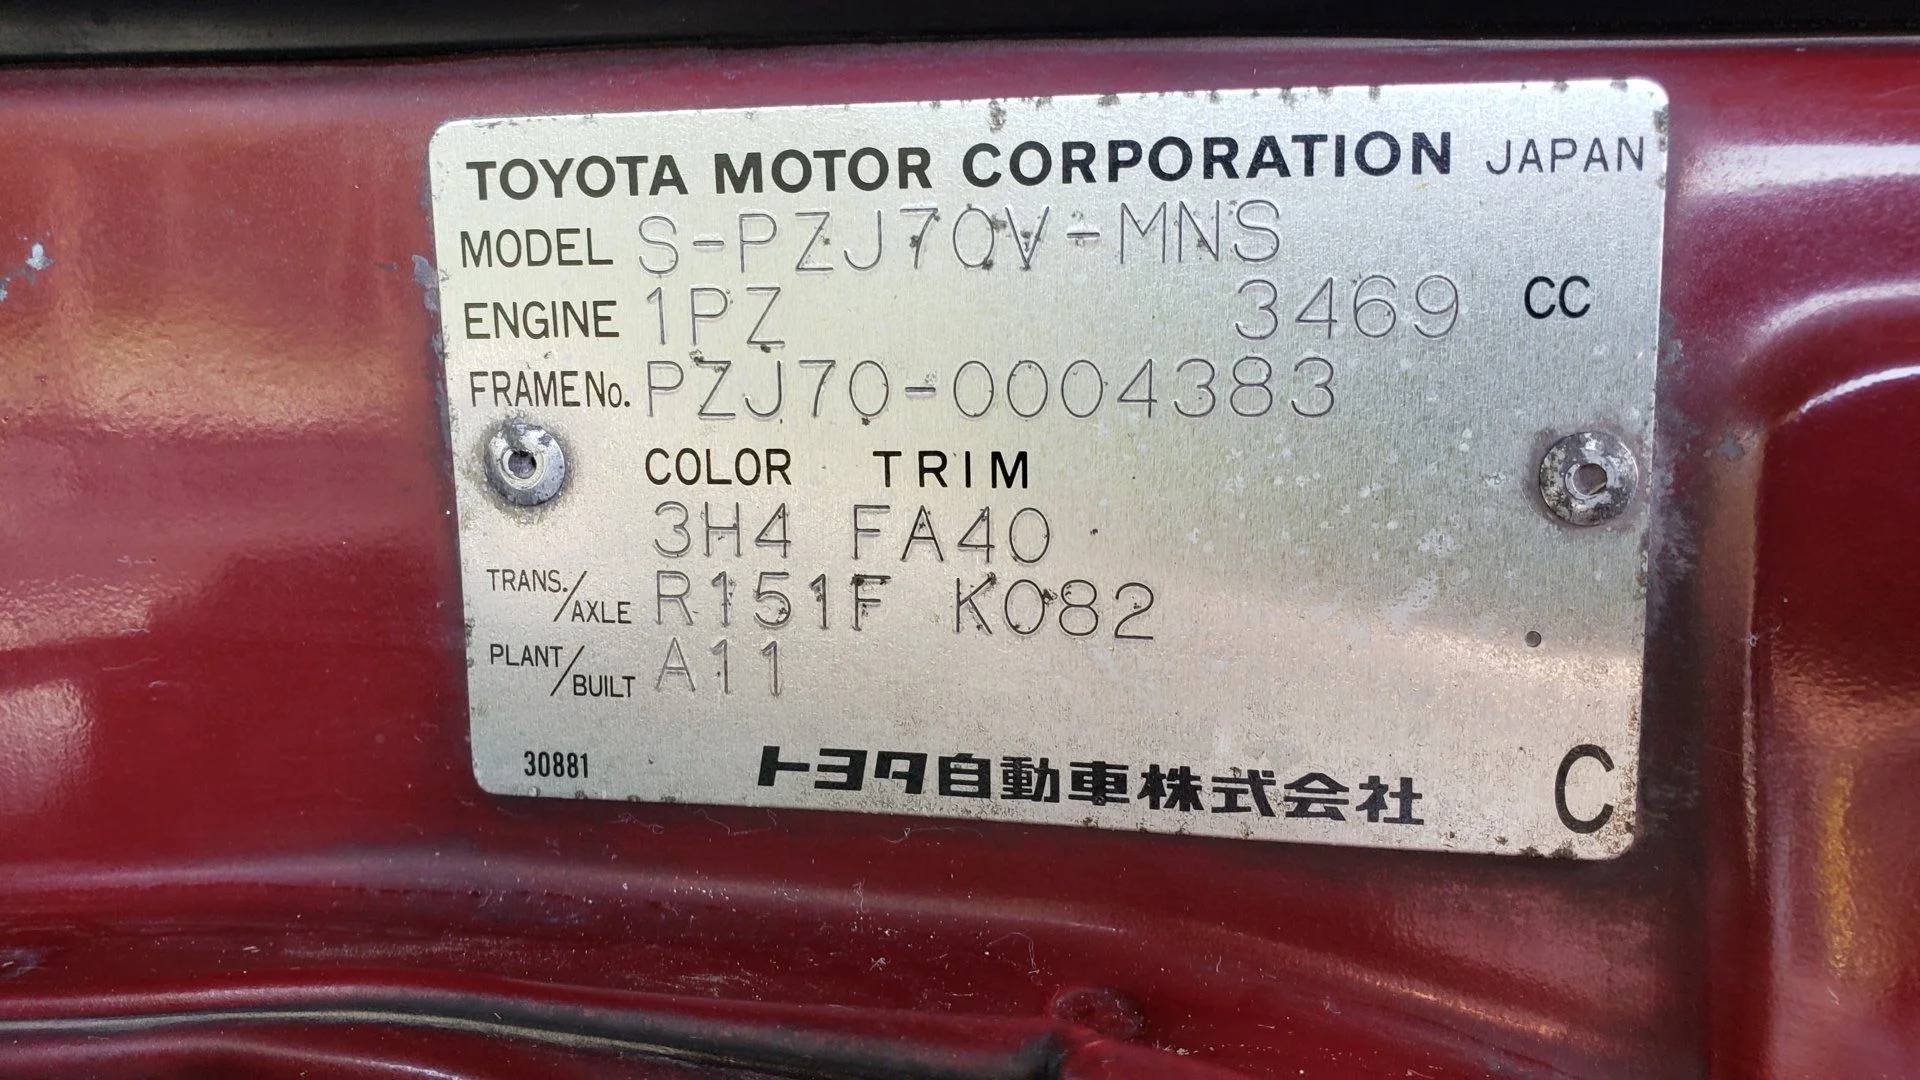 TOYOTA MOTOR CORPORATION JAPAN
MODEL S-PZJ70V-MNS
ENGINE 1PZ 3469 CC
FRAME No. PZJ70-0004383
COLOR TRIM
3H4 FA40
TRANS./AXLE R151F K082
PLANT/BUILT A11
30881 トヨタ自動車株式会社 C